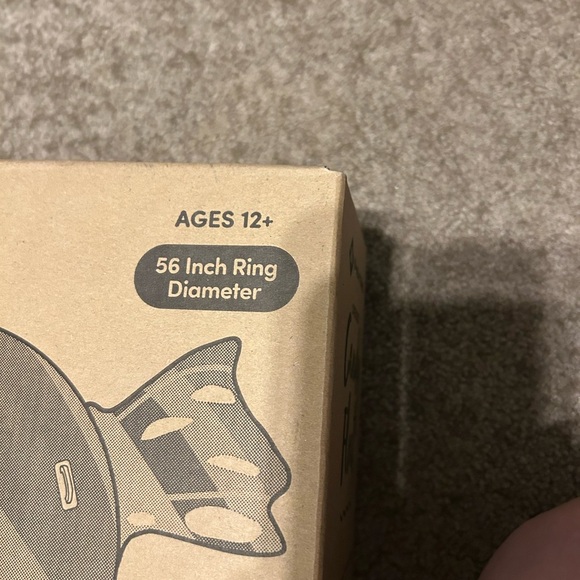 AGES 12+
56 Inch Ring
Diameter